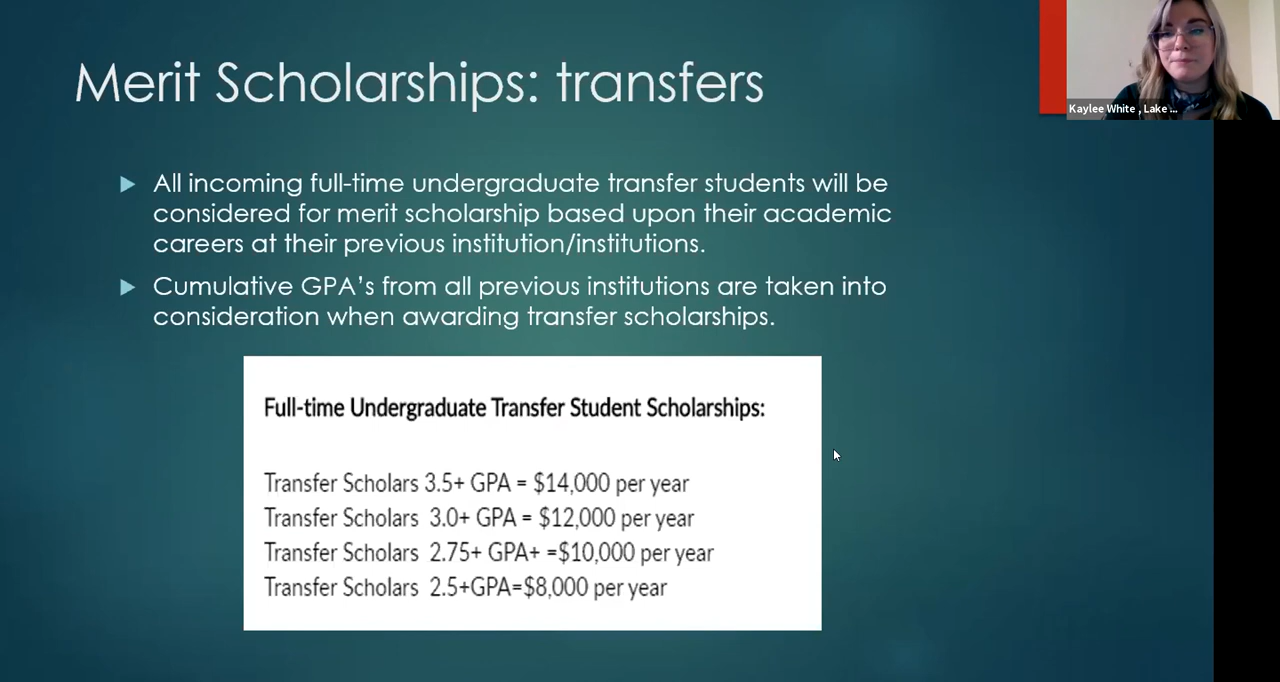 Merit Scholarships: transfers
Kaylee White , Lake ...
All incoming full-time undergraduate transfer students will be
considered for merit scholarship based upon their academic
careers at their previous institution/institutions.
Cumulative GPA’s from all previous institutions are taken into
consideration when awarding transfer scholarships.
Full-time Undergraduate Transfer Student Scholarships:
Transfer Scholars 3.5+ GPA = $14,000 per year
Transfer Scholars 3.0+ GPA = $12,000 per year
Transfer Scholars 2.75+ GPA+ =$10,000 per year
Transfer Scholars 2.5+GPA=$8,000 per year